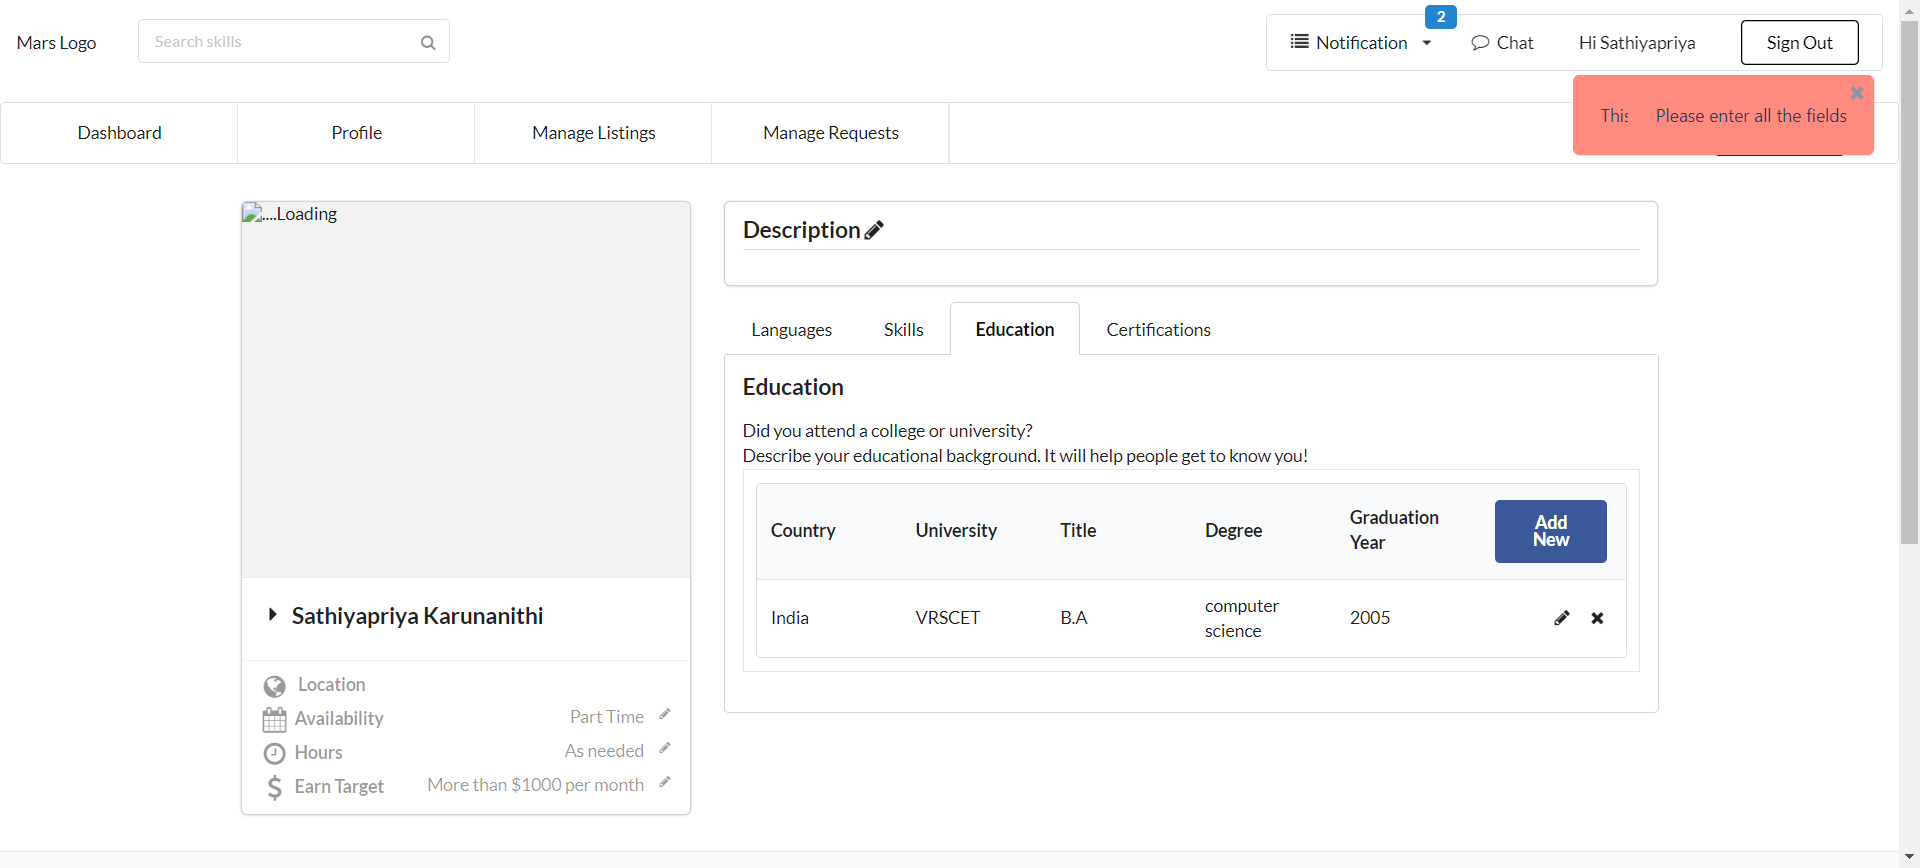 Mars Logo
Search skills
2
Notification
Chat
Hi Sathiyapriya
Sign Out
This
Please enter all the fields
Dashboard
Profile
Manage Listings
Manage Requests
....Loading
Sathiyapriya Karunanithi
Location
Availability
Part Time
Hours
As needed
Earn Target
More than $1000 per month
Description
Languages
Skills
Education
Certifications
Education
Did you attend a college or university?
Describe your educational background. It will help people get to know you!
Country
University
Title
Degree
Graduation
Year
Add
New
India
VRSCET
B.A
computer
science
2005